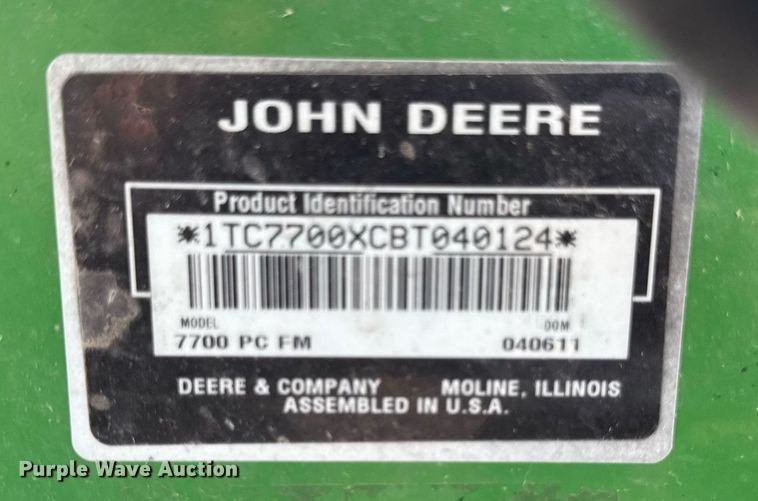 JOHN DEERE
Product Identification Number
*1TC7700XCBT040124*
MODEL DOM
7700 PC FM 040611
DEERE & COMPANY MOLINE, ILLINOIS
ASSEMBLED IN U.S.A.
Purple Wave Auction